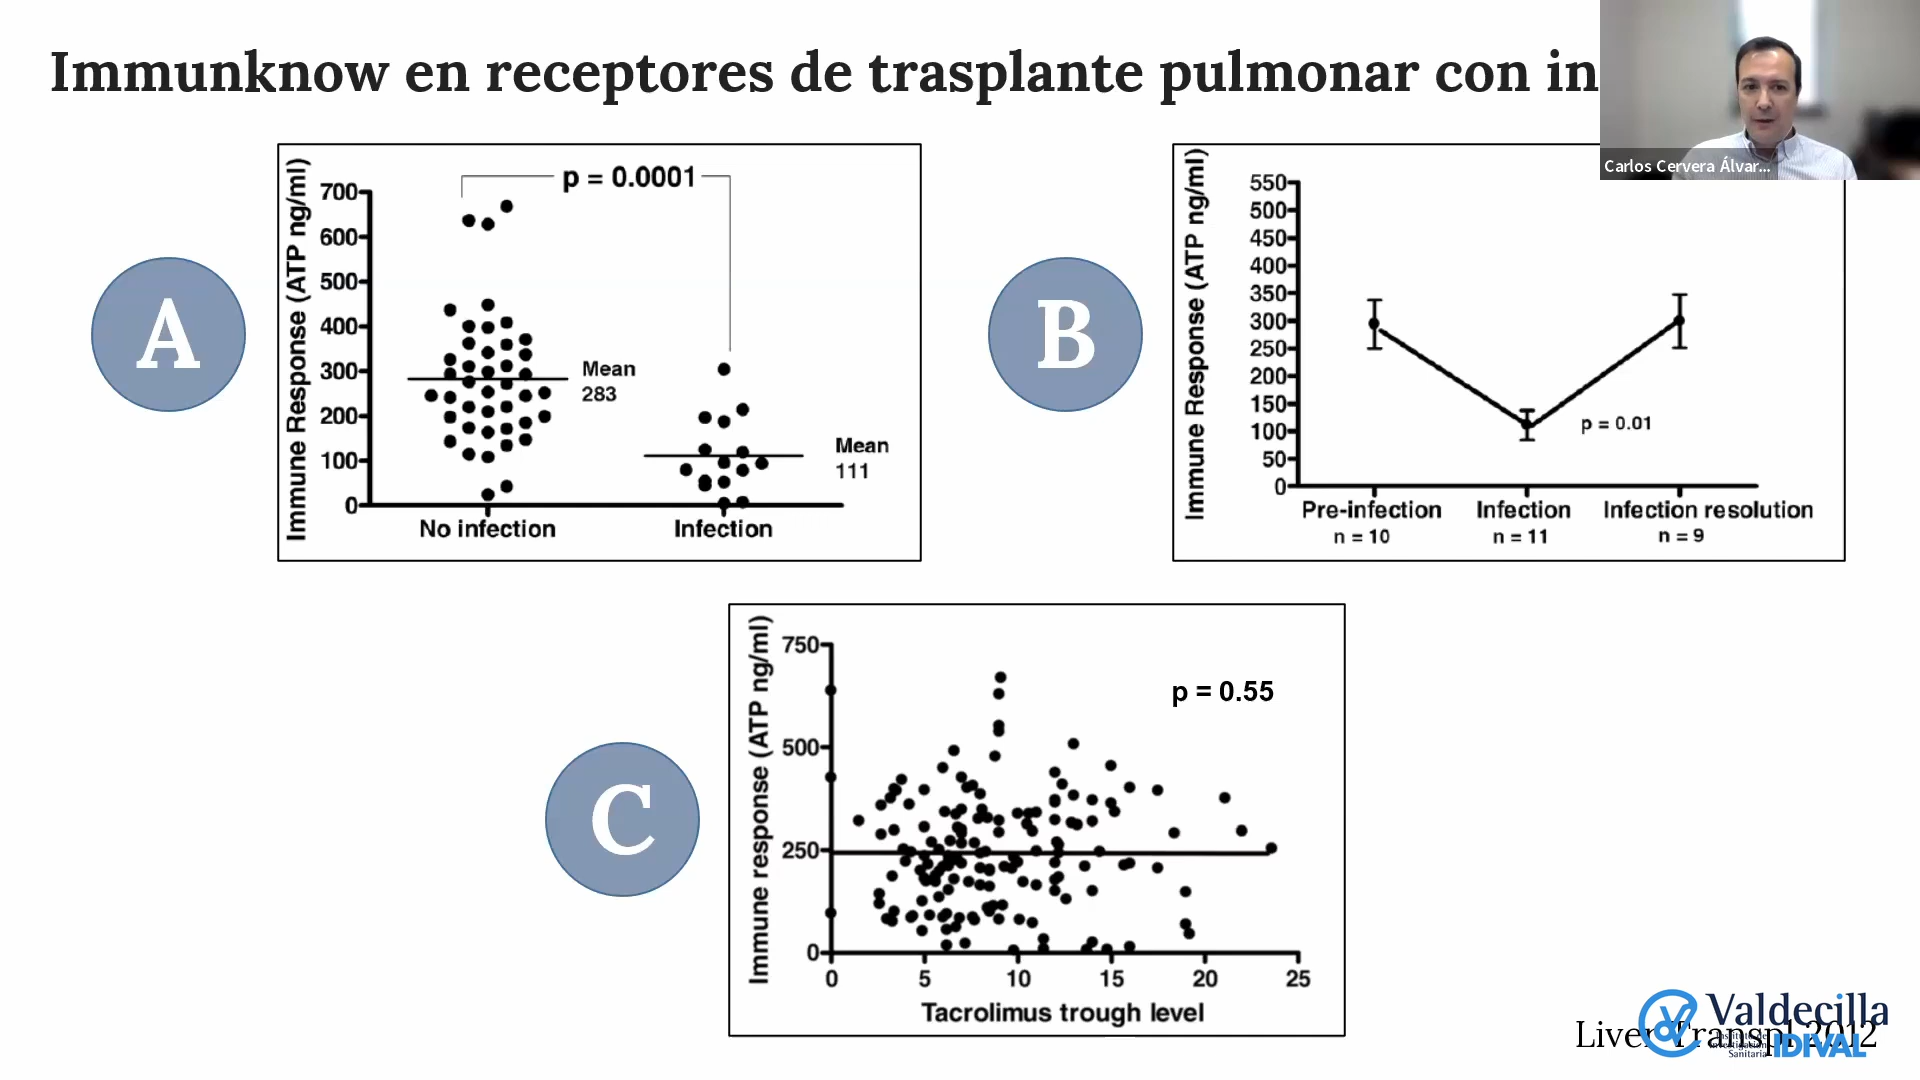 Immunknow en receptores de trasplante pulmonar con in
Carlos Cervera Álvar...
A
Immune Response (ATP ng/ml)
700
600
500
400
300
200
100
0
p = 0.0001
Mean
283
Mean
111
No infection
Infection
B
Immune Response (ATP ng/ml)
550
500
450
400
350
300
250
200
150
100
50
0
p = 0.01
Pre-infection
n = 10
Infection
n = 11
Infection resolution
n = 9
C
Immune response (ATP ng/ml)
750
500
250
0
p = 0.55
0 5 10 15 20 25
Tacrolimus trough level
Liver Transpl 2012
Valdecilla
Instituto de
Investigación
Sanitaria
IDIVAL